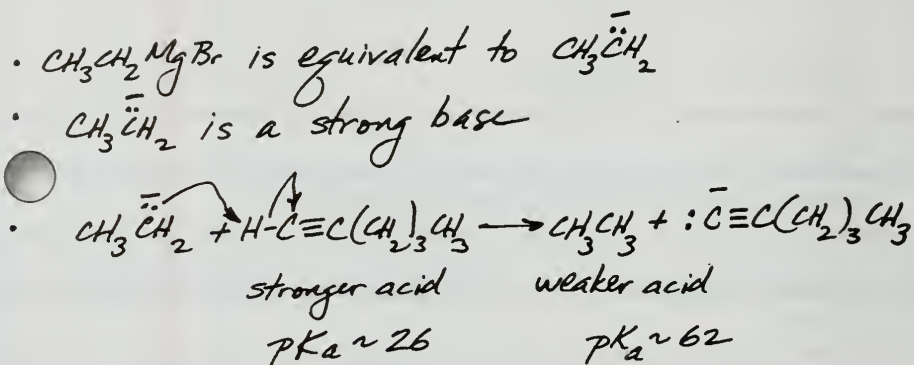 · CH₃CH₂MgBr is equivalent to CH₃C̈̄H₂
· CH₃C̈̄H₂ is a strong base
· CH₃C̈̄H₂ + H-C≡C(CH₂)₃CH₃ → CH₃CH₃ + :C̄≡C(CH₂)₃CH₃
stronger acid weaker acid
pKa ~ 26 pKa ~ 62